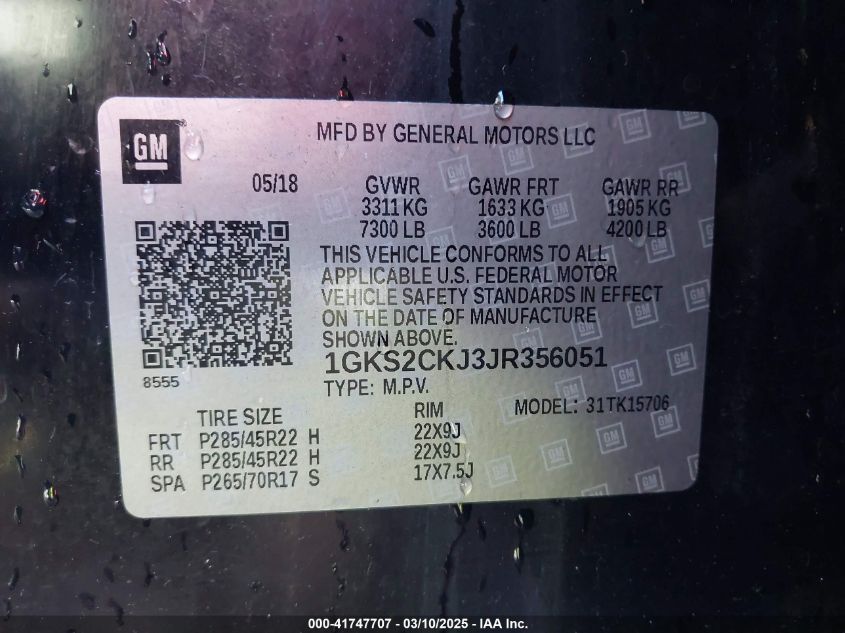 GM
MFD BY GENERAL MOTORS LLC
05/18
GVWR GAWR FRT GAWR RR
3311 KG 1633 KG 1905 KG
7300 LB 3600 LB 4200 LB
THIS VEHICLE CONFORMS TO ALL
APPLICABLE U.S. FEDERAL MOTOR
VEHICLE SAFETY STANDARDS IN EFFECT
ON THE DATE OF MANUFACTURE
SHOWN ABOVE.
8555
1GKS2CKJ3JR356051
TYPE: M.P.V.
MODEL: 31TK15706
TIRE SIZE RIM
FRT P285/45R22 H 22X9J
RR P285/45R22 H 22X9J
SPA P265/70R17 S 17X7.5J
000-41747707 - 03/10/2025 - IAA Inc.